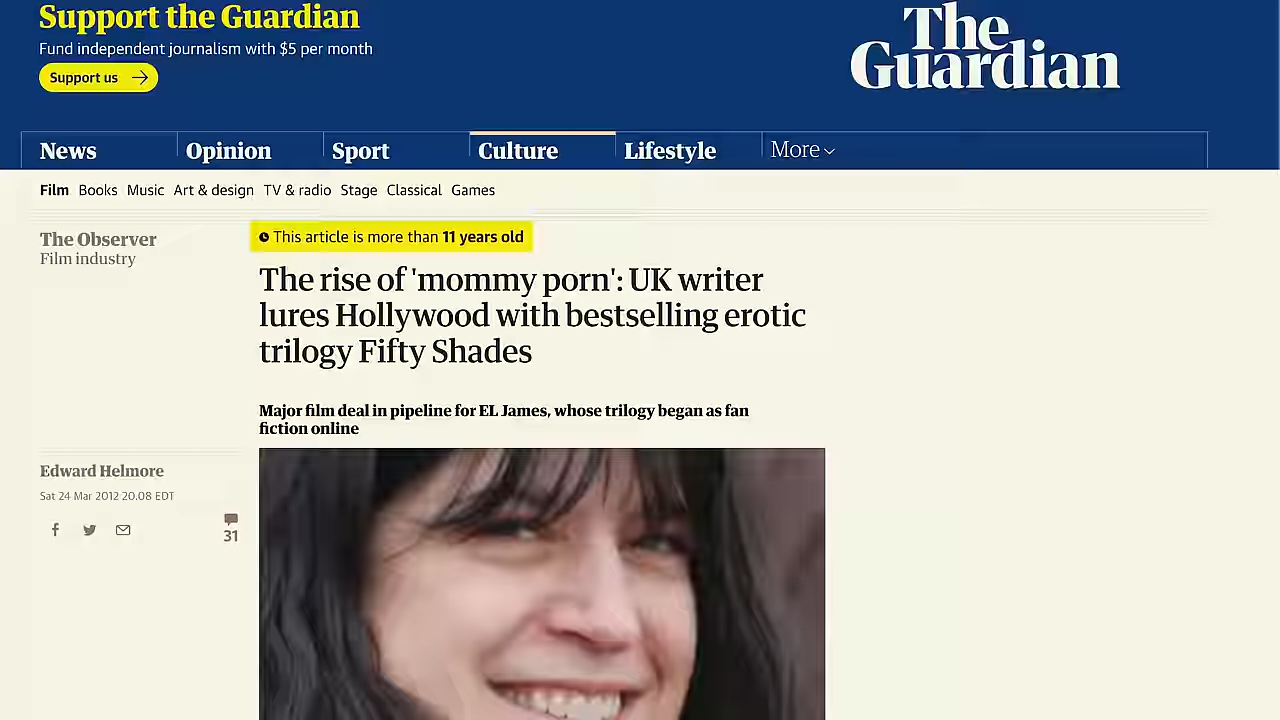 Support the Guardian
Fund independent journalism with $5 per month
Support us
The
Guardian
News Opinion Sport Culture Lifestyle More
Film Books Music Art & design TV & radio Stage Classical Games
The Observer
Film industry
This article is more than 11 years old
The rise of 'mommy porn': UK writer
lures Hollywood with bestselling erotic
trilogy Fifty Shades
Major film deal in pipeline for EL James, whose trilogy began as fan
fiction online
Edward Helmore
Sat 24 Mar 2012 20.08 EDT
31